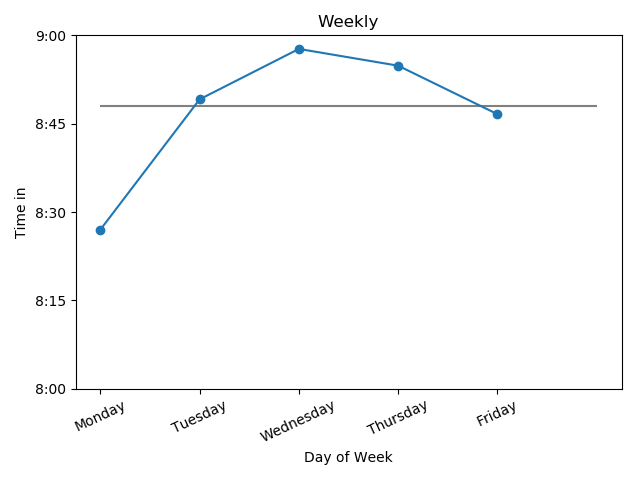 Weekly
9:00
8:45
8:30
8:15
8:00
Time in
Monday
Tuesday
Wednesday
Thursday
Friday
Day of Week